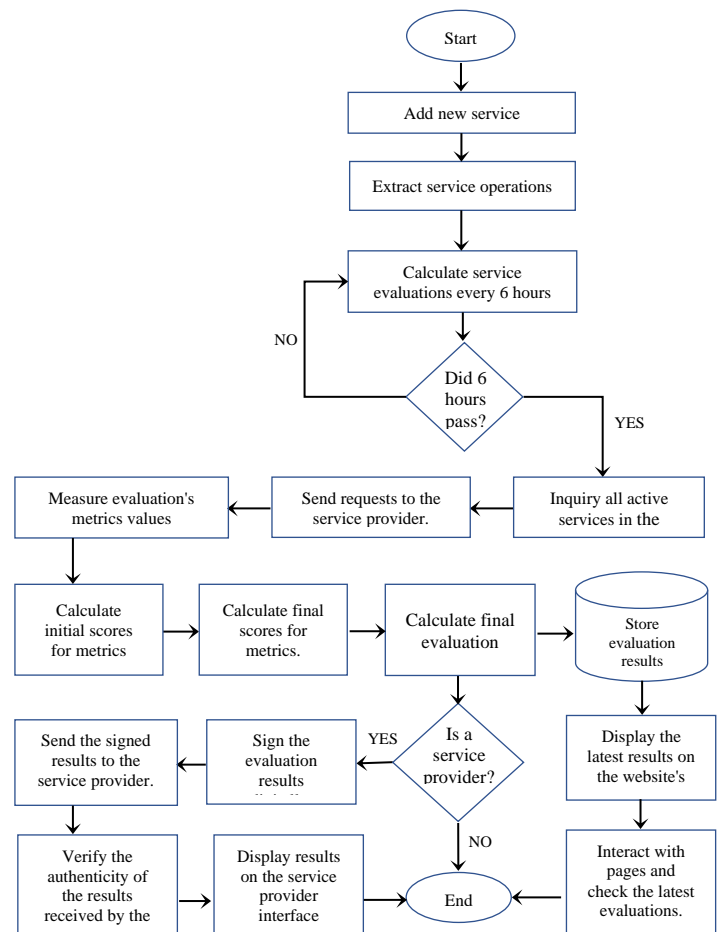 Start
Add new service
Extract service operations
Calculate service
evaluations every 6 hours
NO
Did 6
hours
pass?
YES
Measure evaluation's
metrics values
Send requests to the
service provider.
Inquiry all active
services in the
Calculate
initial scores
for metrics
Calculate final
scores for
metrics.
Calculate final
evaluation
Store
evaluation
results
Send the signed
results to the
service provider.
Sign the
evaluation
results
YES
Is a
service
provider?
Display the
latest results on
the website's
NO
Verify the
authenticity of
the results
received by the
Display results
on the service
provider
interface
End
Interact with
pages and
check the latest
evaluations.